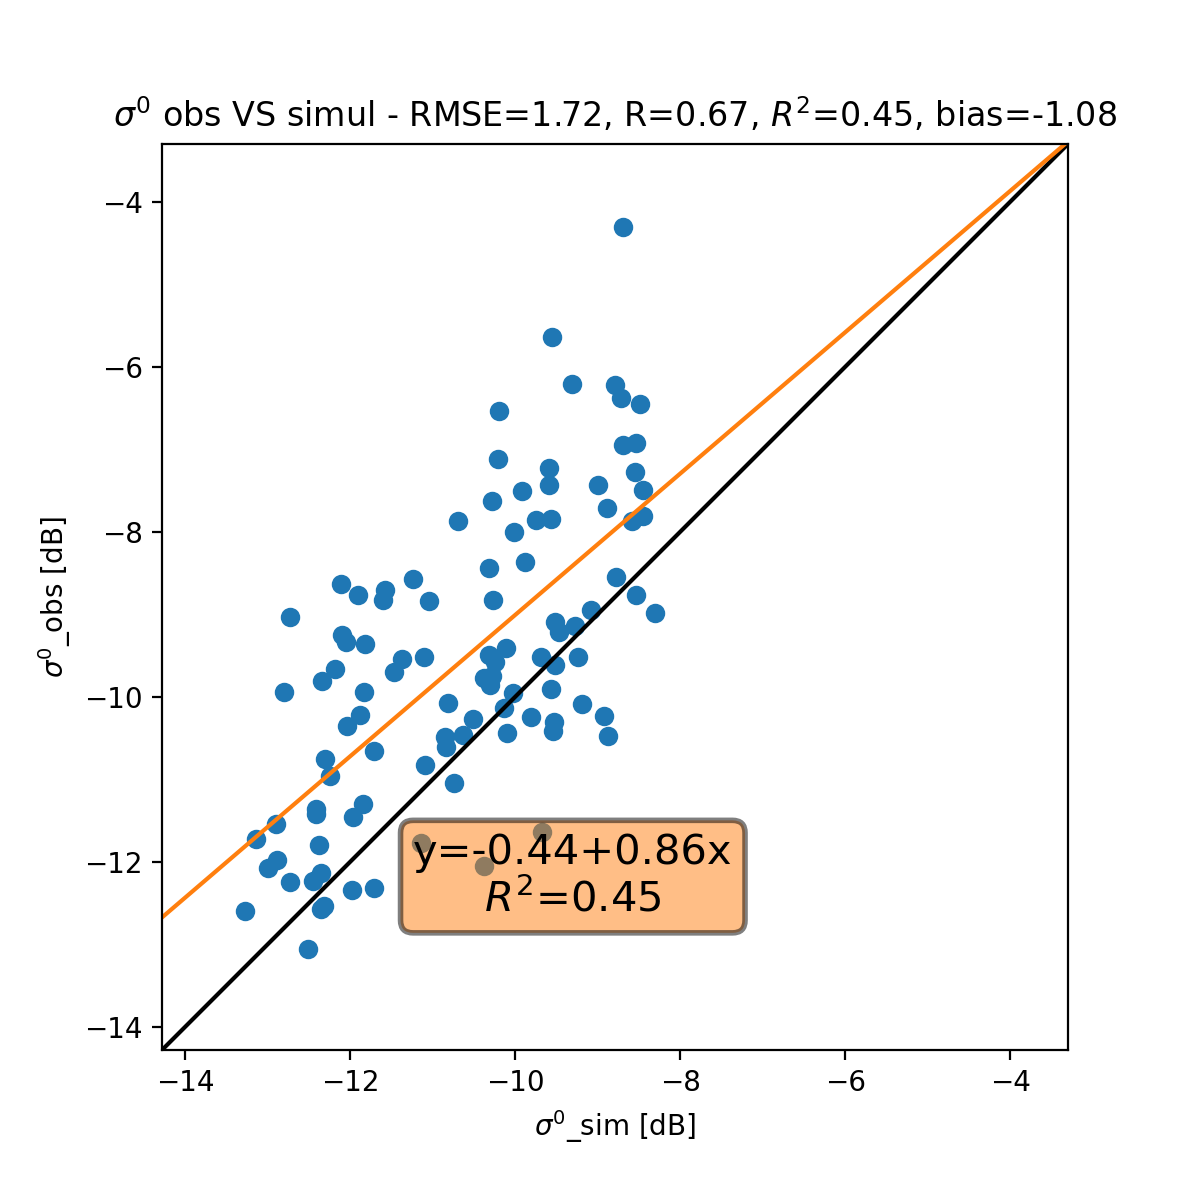 σ⁰ obs VS simul - RMSE=1.72, R=0.67, R²=0.45, bias=-1.08
−4
−6
−8
−10
−12
−14
σ⁰_obs [dB]
y=-0.44+0.86x
R²=0.45
−14 −12 −10 −8 −6 −4
σ⁰_sim [dB]